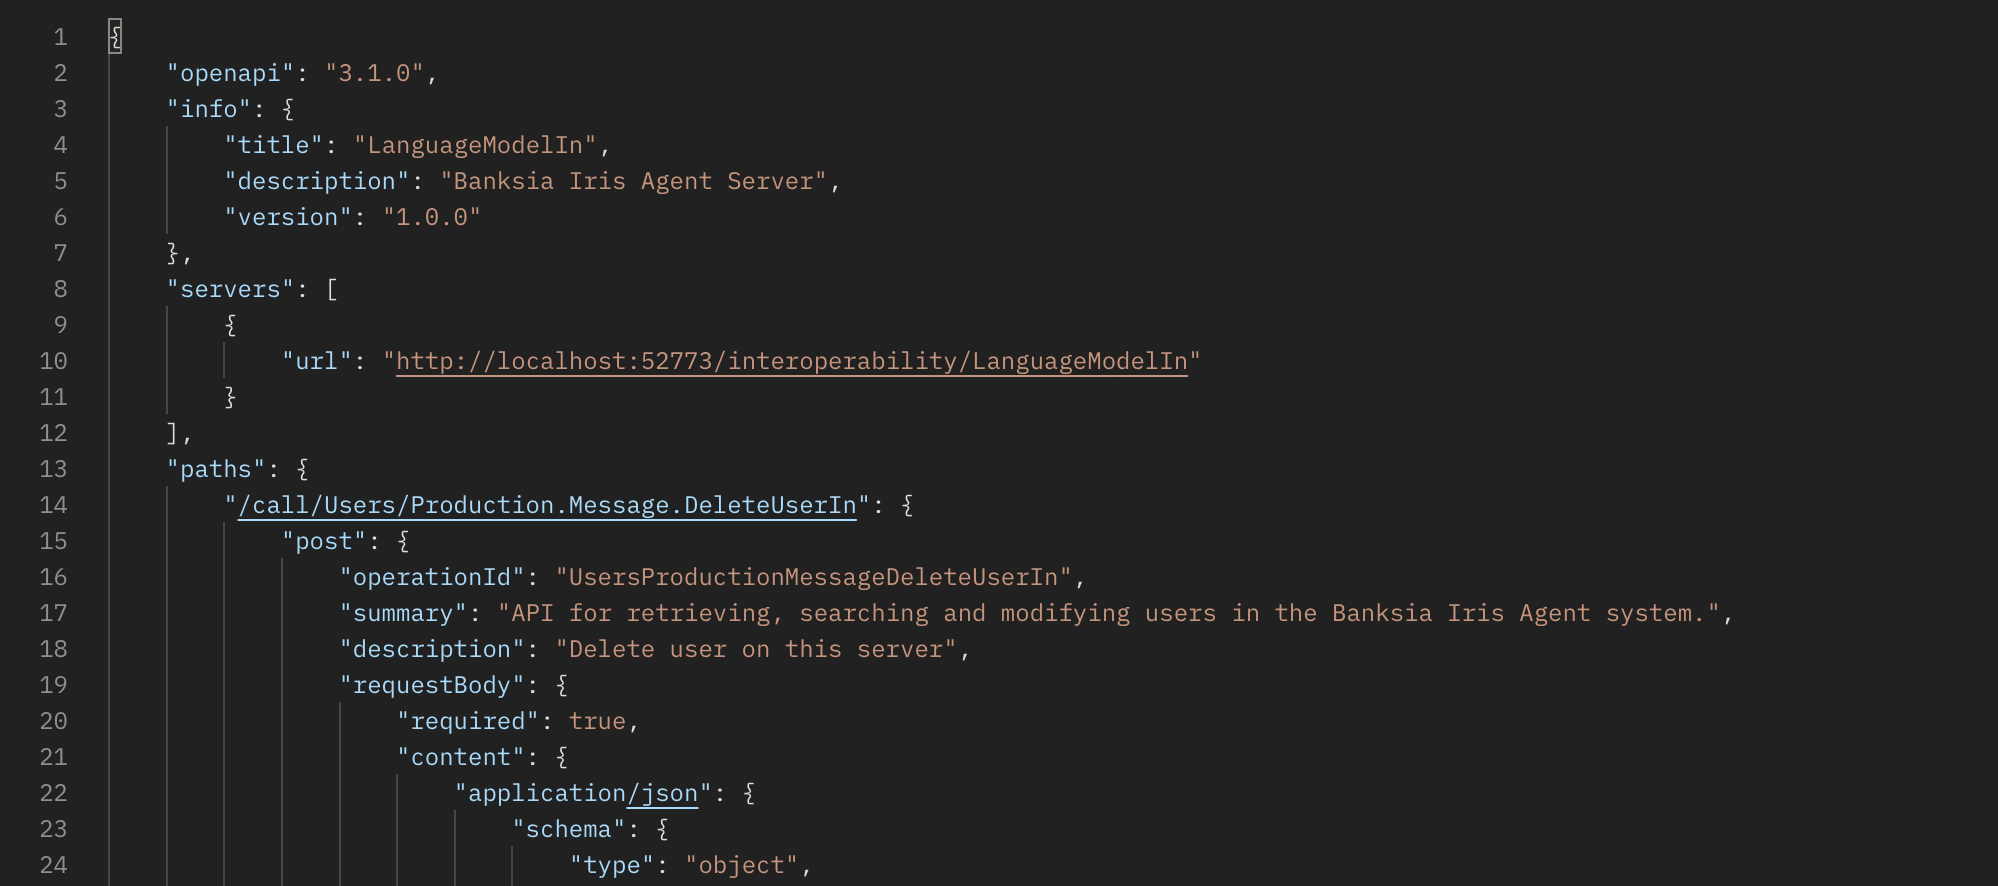 1 {
2 "openapi": "3.1.0",
3 "info": {
4 "title": "LanguageModelIn",
5 "description": "Banksia Iris Agent Server",
6 "version": "1.0.0"
7 },
8 "servers": [
9 {
10 "url": "http://localhost:52773/interoperability/LanguageModelIn"
11 }
12 ],
13 "paths": {
14 "/call/Users/Production.Message.DeleteUserIn": {
15 "post": {
16 "operationId": "UsersProductionMessageDeleteUserIn",
17 "summary": "API for retrieving, searching and modifying users in the Banksia Iris Agent system.",
18 "description": "Delete user on this server",
19 "requestBody": {
20 "required": true,
21 "content": {
22 "application/json": {
23 "schema": {
24 "type": "object",